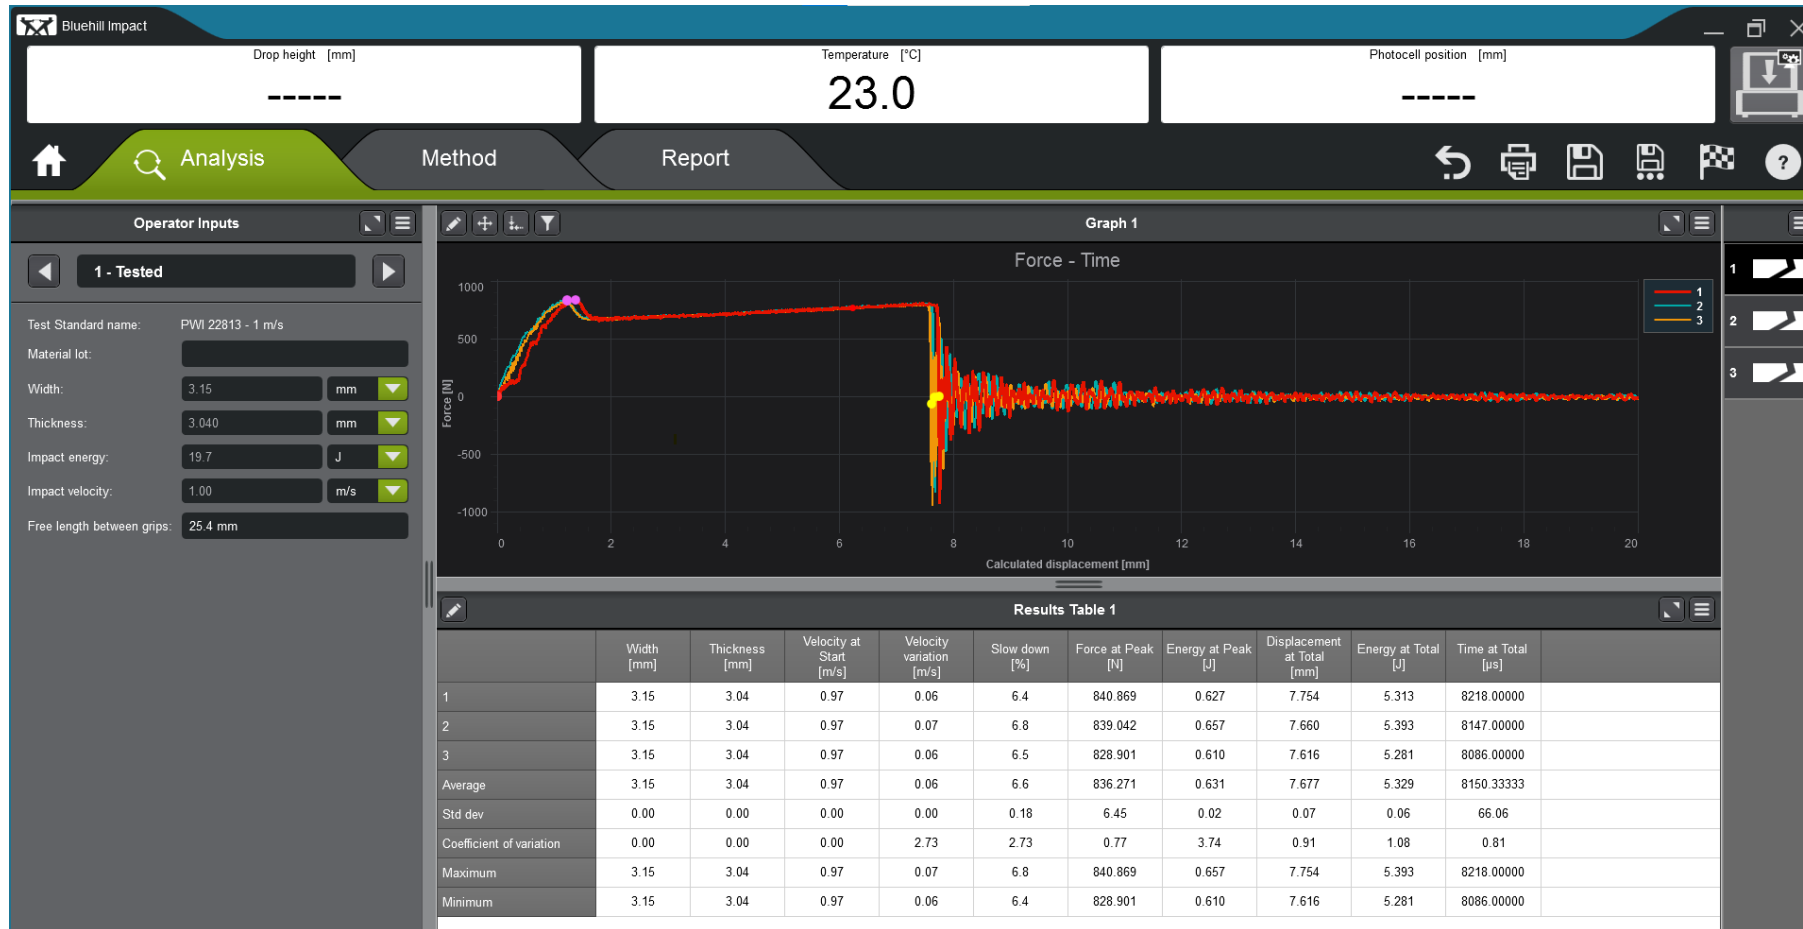 Bluehill Impact
Drop height [mm]
-----
Temperature [°C]
23.0
Photocell position [mm]
-----
Analysis
Method
Report
?
Operator Inputs
1 - Tested
Test Standard name: PWI 22813 - 1 m/s
Material lot:
Width: 3.15 mm
Thickness: 3.040 mm
Impact energy: 19.7 J
Impact velocity: 1.00 m/s
Free length between grips: 25.4 mm
Graph 1
Force - Time
1000
500
0
-500
-1000
Force [N]
0 2 4 6 8 10 12 14 16 18 20
Calculated displacement [mm]
1
2
3
1
2
3
Results Table 1
Width [mm] Thickness [mm] Velocity at Start [m/s] Velocity variation [m/s] Slow down [%] Force at Peak [N] Energy at Peak [J] Displacement at Total [mm] Energy at Total [J] Time at Total [µs]
1 3.15 3.04 0.97 0.06 6.4 840.869 0.627 7.754 5.313 8218.00000
2 3.15 3.04 0.97 0.07 6.8 839.042 0.657 7.660 5.393 8147.00000
3 3.15 3.04 0.97 0.06 6.5 828.901 0.610 7.616 5.281 8086.00000
Average 3.15 3.04 0.97 0.06 6.6 836.271 0.631 7.677 5.329 8150.33333
Std dev 0.00 0.00 0.00 0.00 0.18 6.45 0.02 0.07 0.06 66.06
Coefficient of variation 0.00 0.00 0.00 2.73 2.73 0.77 3.74 0.91 1.08 0.81
Maximum 3.15 3.04 0.97 0.07 6.8 840.869 0.657 7.754 5.393 8218.00000
Minimum 3.15 3.04 0.97 0.06 6.4 828.901 0.610 7.616 5.281 8086.00000